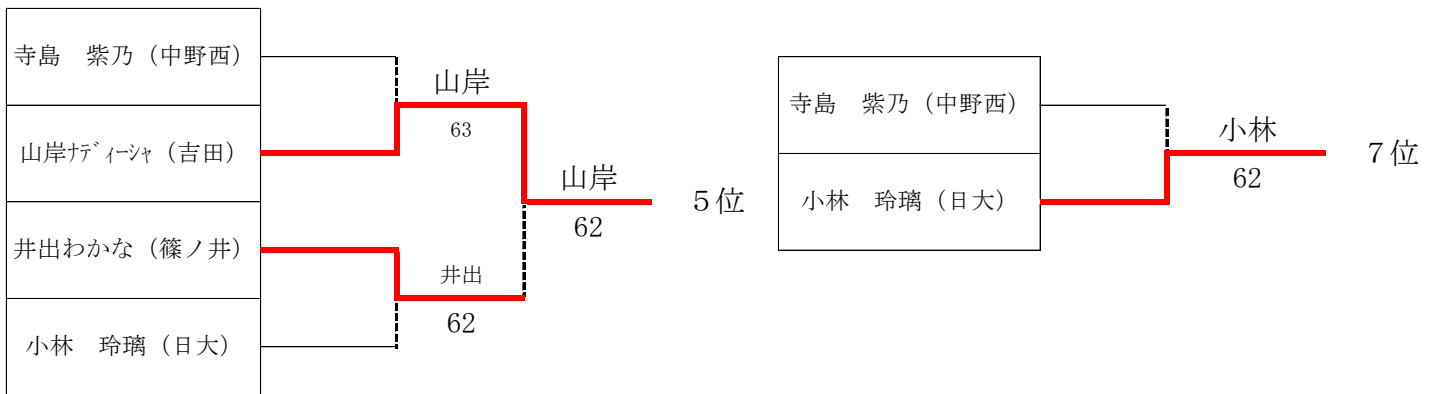 寺島　紫乃（中野西）
山岸ﾅﾃﾞｨｰｼｬ（吉田）
井出わかな（篠ノ井）
小林　玲璃（日大）
山岸
63
井出
62
山岸
62
５位
寺島　紫乃（中野西）
小林　玲璃（日大）
小林
62
７位